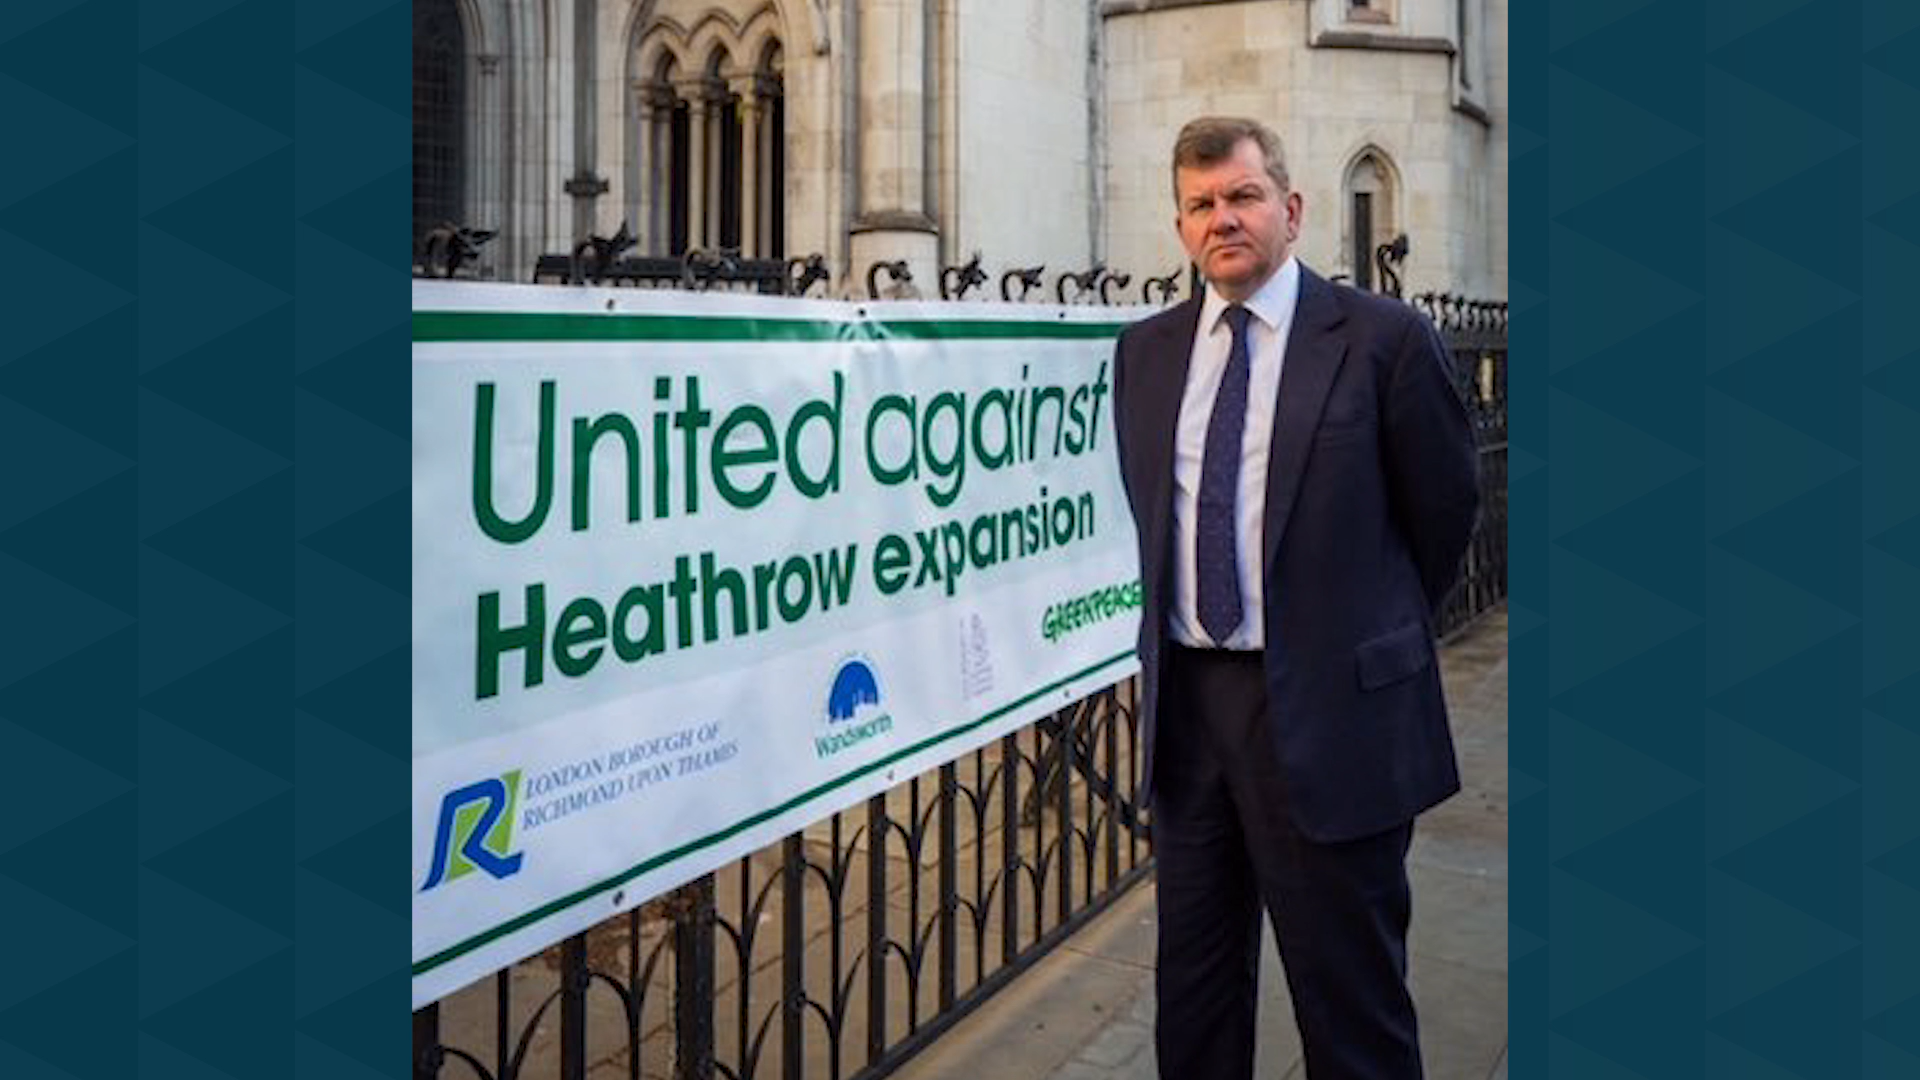 United against
Heathrow expansion
GREENPEACE
Wandsworth
LONDON BOROUGH OF
RICHMOND UPON THAMES